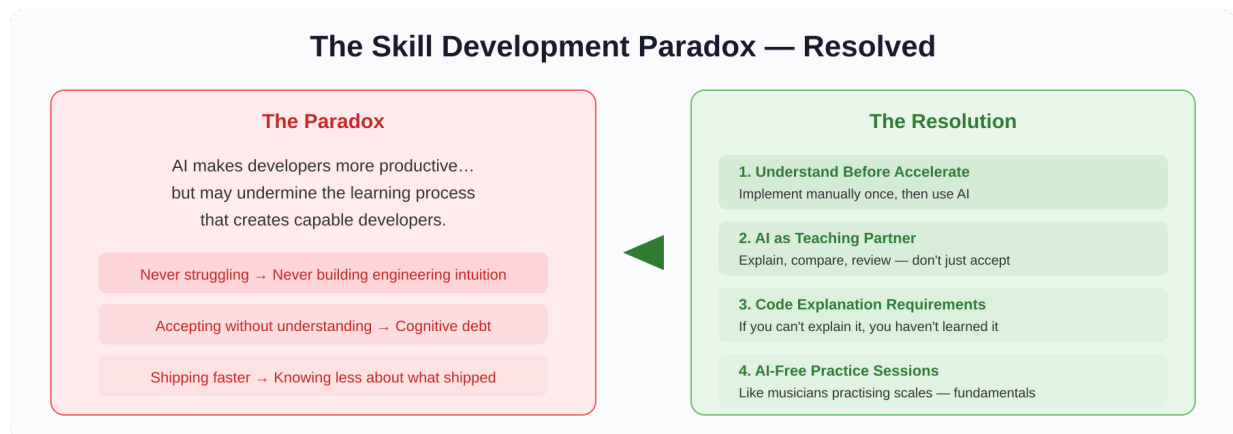 The Skill Development Paradox — Resolved
The Paradox
AI makes developers more productive…
but may undermine the learning process
that creates capable developers.
Never struggling → Never building engineering intuition
Accepting without understanding → Cognitive debt
Shipping faster → Knowing less about what shipped
The Resolution
1. Understand Before Accelerate
Implement manually once, then use AI
2. AI as Teaching Partner
Explain, compare, review — don't just accept
3. Code Explanation Requirements
If you can't explain it, you haven't learned it
4. AI-Free Practice Sessions
Like musicians practising scales — fundamentals